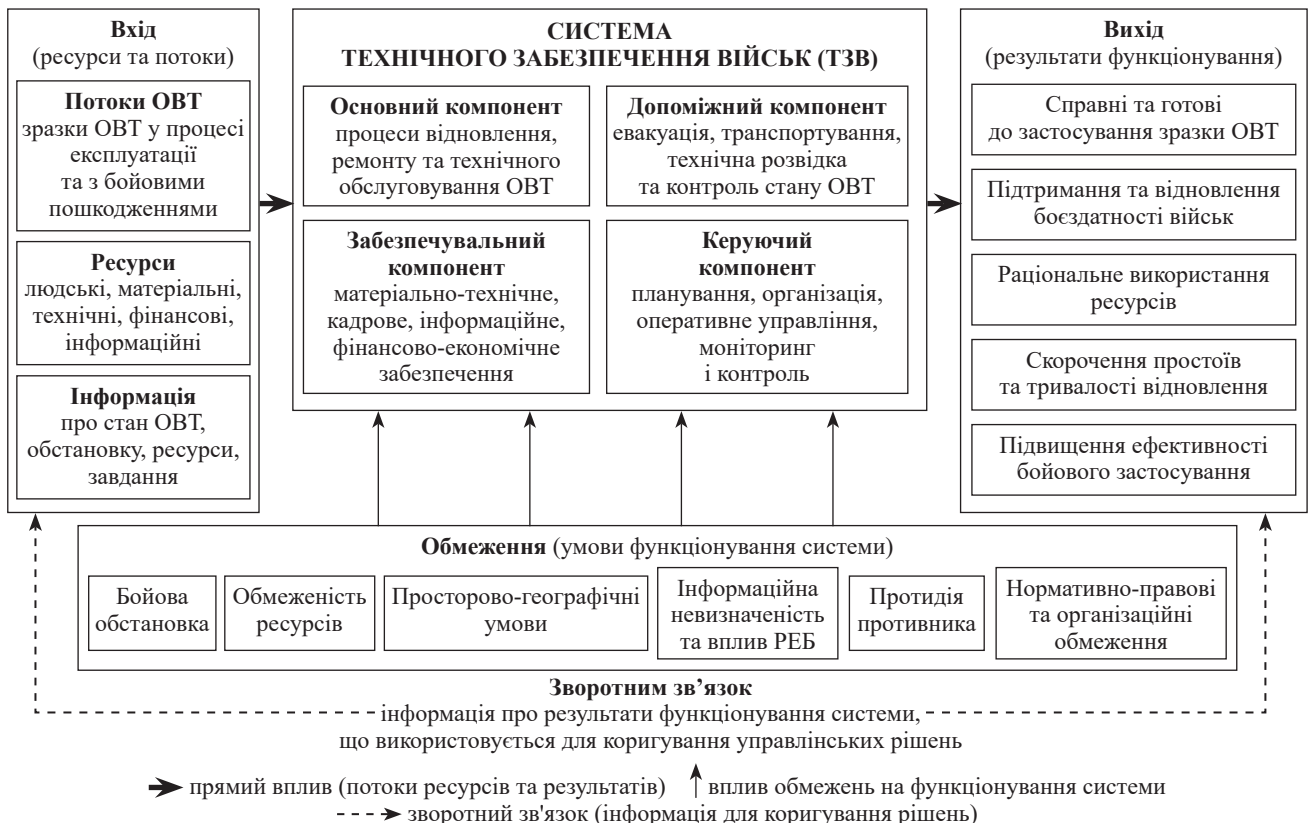 Вхід
(ресурси та потоки)
Потоки ОВТ
зразки ОВТ у процесі
експлуатації
та з бойовими
пошкодженнями
Ресурси
людські, матеріальні,
технічні, фінансові,
інформаційні
Інформація
про стан ОВТ,
обстановку, ресурси,
завдання
СИСТЕМА
ТЕХНІЧНОГО ЗАБЕЗПЕЧЕННЯ ВІЙСЬК (ТЗВ)
Основний компонент
процеси відновлення,
ремонту та технічного
обслуговування ОВТ
Допоміжний компонент
евакуація, транспортування,
технічна розвідка
та контроль стану ОВТ
Забезпечувальний
компонент
матеріально-технічне,
кадрове, інформаційне,
фінансово-економічне
забезпечення
Керуючий
компонент
планування, організація,
оперативне управління,
моніторинг
і контроль
Вихід
(результати функціонування)
Справні та готові
до застосування зразки ОВТ
Підтримання та відновлення
боєздатності військ
Раціональне використання
ресурсів
Скорочення простоїв
та тривалості відновлення
Підвищення ефективності
бойового застосування
Обмеження (умови функціонування системи)
Бойова
обстановка
Обмеженість
ресурсів
Просторово-географічні
умови
Інформаційна
невизначеність
та вплив РЕБ
Протидія
противника
Нормативно-правові
та організаційні
обмеження
Зворотним зв’язок
інформація про результати функціонування системи,
що використовується для коригування управлінських рішень
прямий вплив (потоки ресурсів та результатів)
вплив обмежень на функціонування системи
зворотний зв'язок (інформація для коригування рішень)